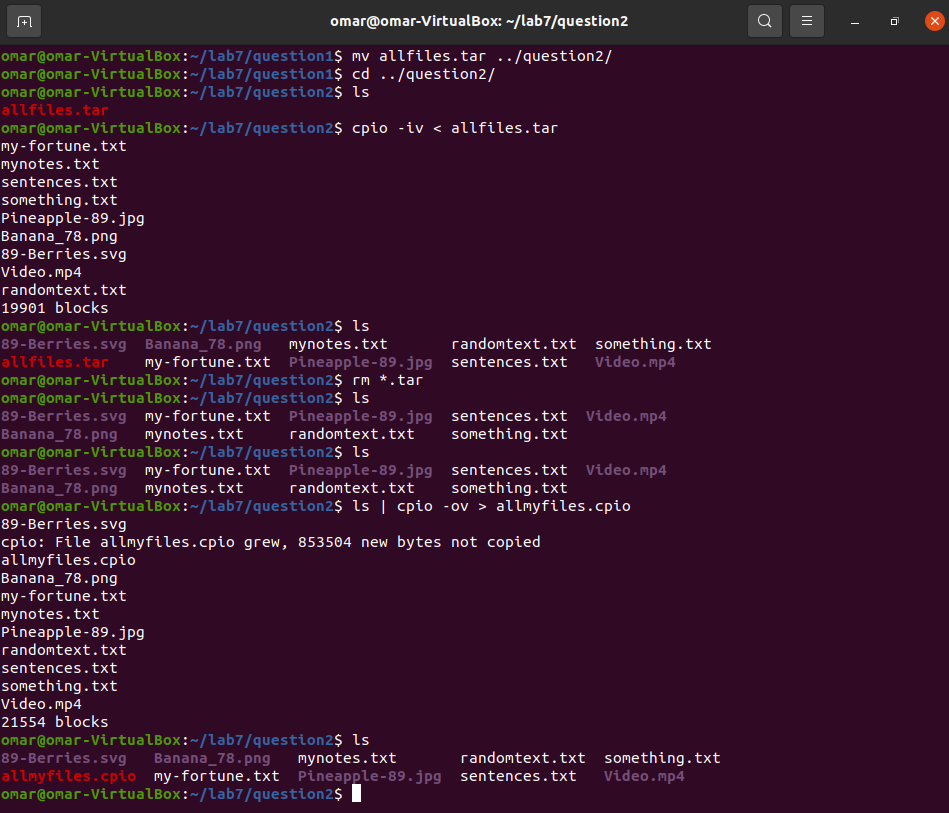 omar@omar-VirtualBox: ~/lab7/question2
omar@omar-VirtualBox:~/lab7/question1$ mv allfiles.tar ../question2/
omar@omar-VirtualBox:~/lab7/question1$ cd ../question2/
omar@omar-VirtualBox:~/lab7/question2$ ls
allfiles.tar
omar@omar-VirtualBox:~/lab7/question2$ cpio -iv < allfiles.tar
my-fortune.txt
mynotes.txt
sentences.txt
something.txt
Pineapple-89.jpg
Banana_78.png
89-Berries.svg
Video.mp4
randomtext.txt
19901 blocks
omar@omar-VirtualBox:~/lab7/question2$ ls
89-Berries.svg  Banana_78.png   mynotes.txt       randomtext.txt  something.txt
allfiles.tar    my-fortune.txt  Pineapple-89.jpg  sentences.txt   Video.mp4
omar@omar-VirtualBox:~/lab7/question2$ rm *.tar
omar@omar-VirtualBox:~/lab7/question2$ ls
89-Berries.svg  my-fortune.txt  Pineapple-89.jpg  sentences.txt  Video.mp4
Banana_78.png   mynotes.txt     randomtext.txt    something.txt
omar@omar-VirtualBox:~/lab7/question2$ ls
89-Berries.svg  my-fortune.txt  Pineapple-89.jpg  sentences.txt  Video.mp4
Banana_78.png   mynotes.txt     randomtext.txt    something.txt
omar@omar-VirtualBox:~/lab7/question2$ ls | cpio -ov > allmyfiles.cpio
89-Berries.svg
cpio: File allmyfiles.cpio grew, 853504 new bytes not copied
allmyfiles.cpio
Banana_78.png
my-fortune.txt
mynotes.txt
Pineapple-89.jpg
randomtext.txt
sentences.txt
something.txt
Video.mp4
21554 blocks
omar@omar-VirtualBox:~/lab7/question2$ ls
89-Berries.svg   Banana_78.png   mynotes.txt       randomtext.txt  something.txt
allmyfiles.cpio  my-fortune.txt  Pineapple-89.jpg  sentences.txt   Video.mp4
omar@omar-VirtualBox:~/lab7/question2$